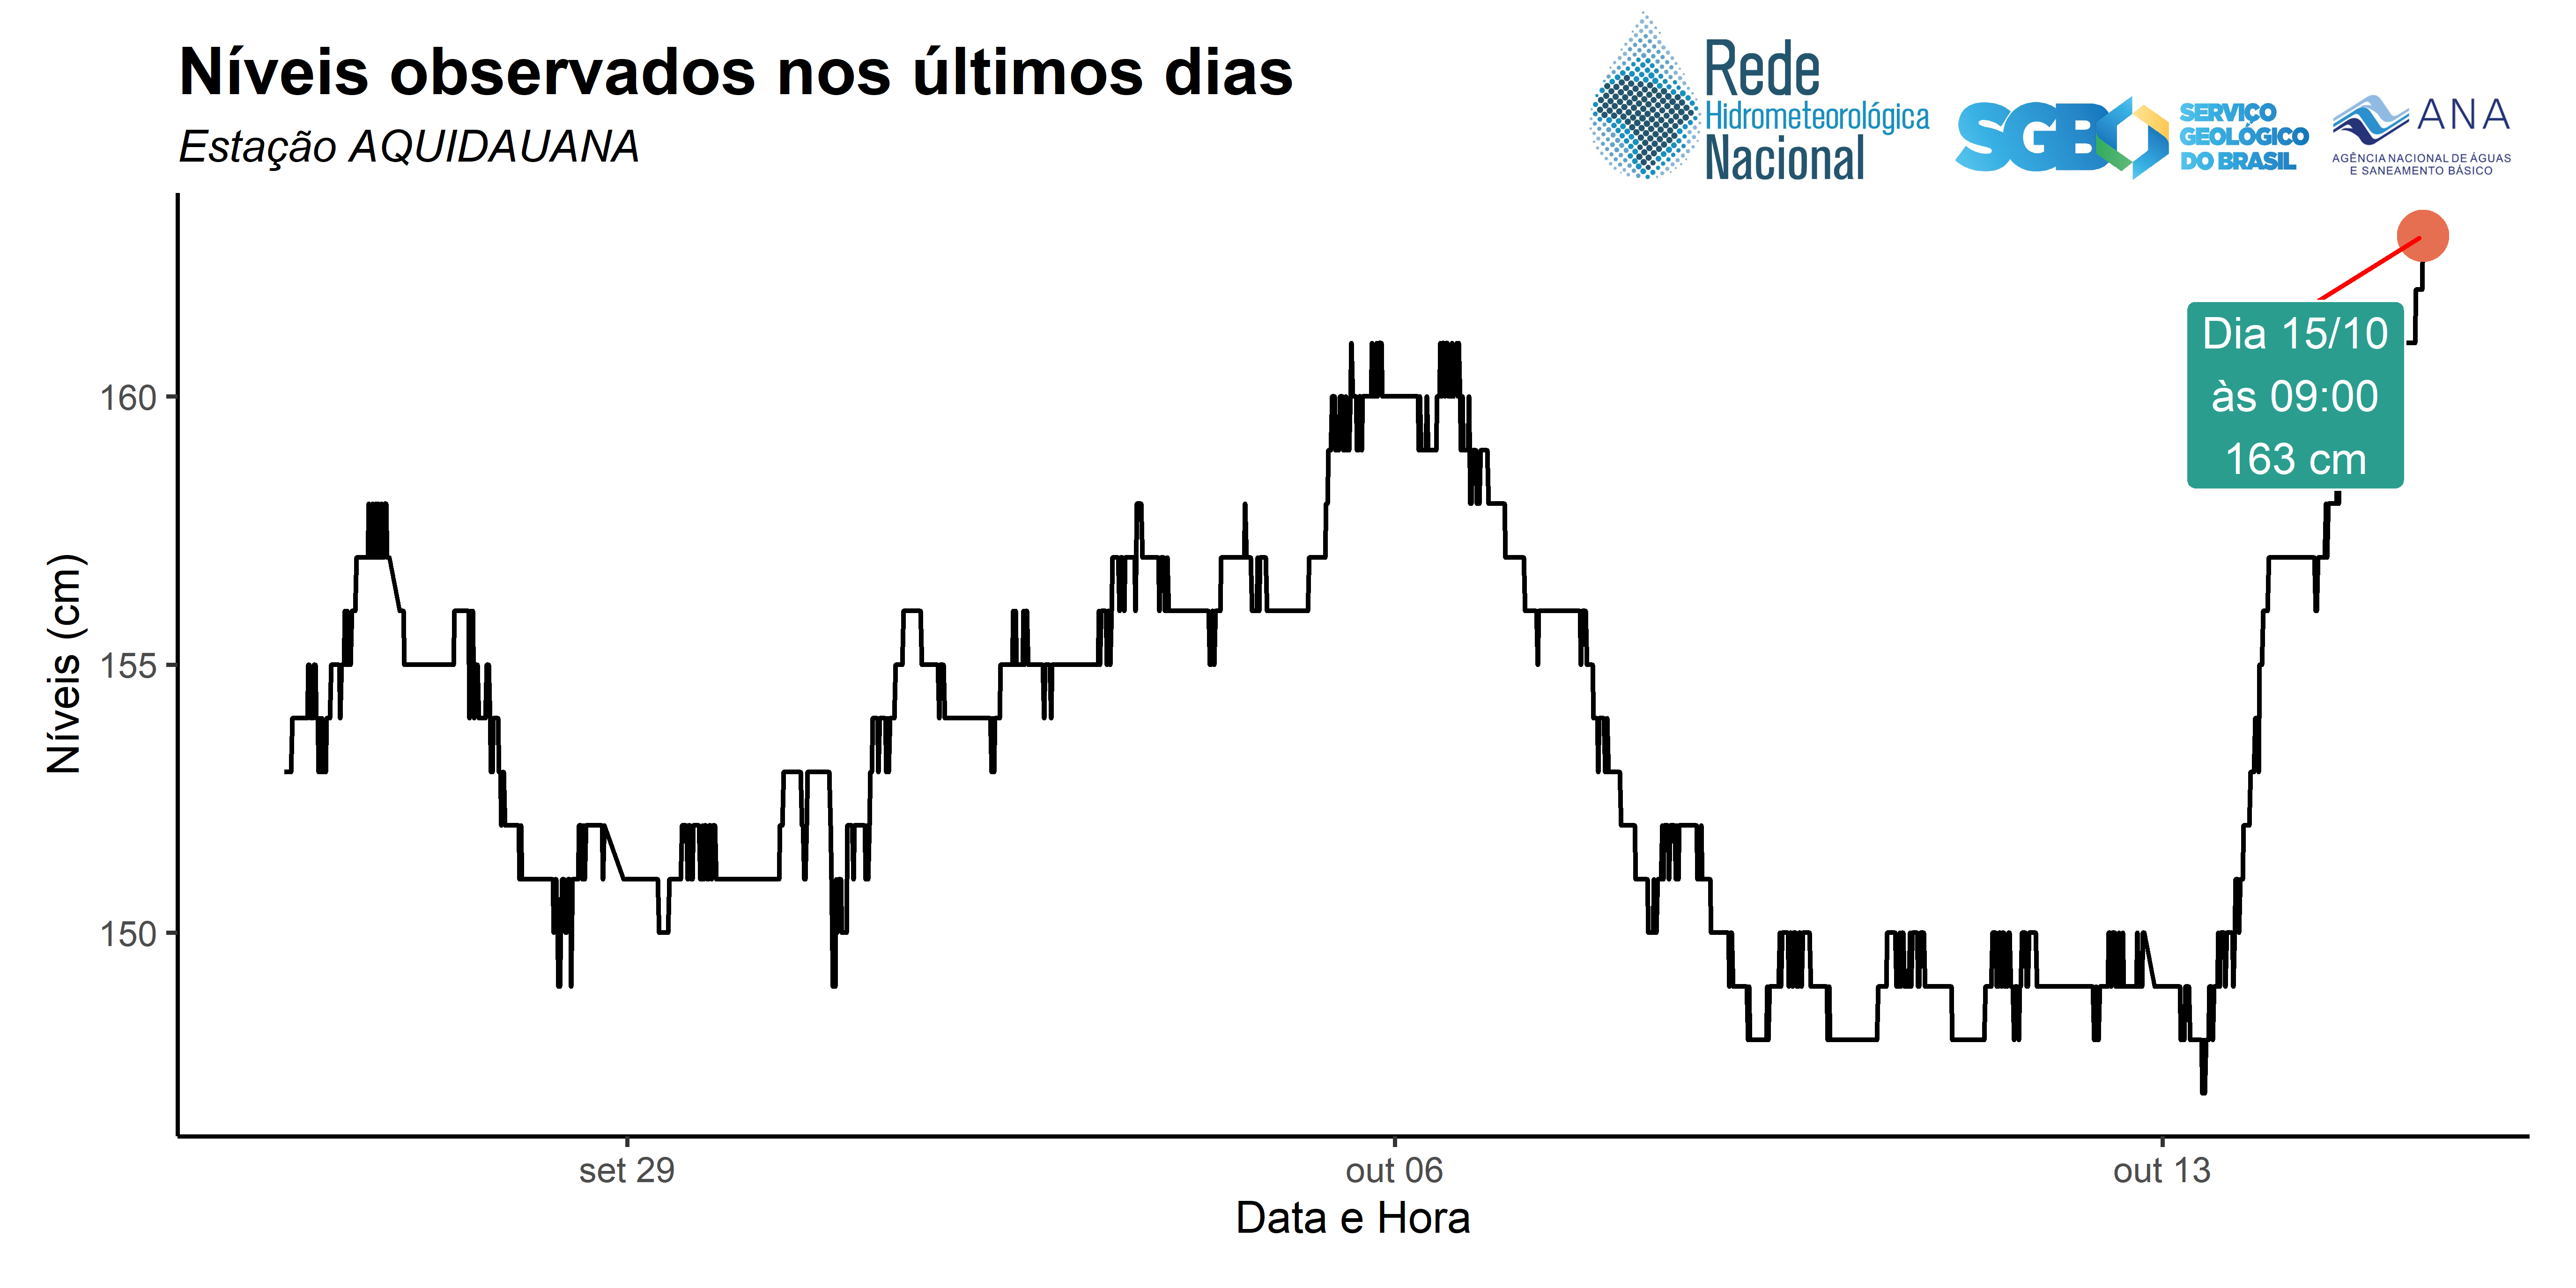 Níveis observados nos últimos dias
Estação AQUIDAUANA
Rede
Hidrometeorológica
Nacional
SGB
SERVIÇO
GEOLÓGICO
DO BRASIL
ANA
AGÊNCIA NACIONAL DE ÁGUAS
E SANEAMENTO BÁSICO
Dia 15/10
às 09:00
163 cm
160
155
150
Níveis (cm)
set 29
out 06
out 13
Data e Hora